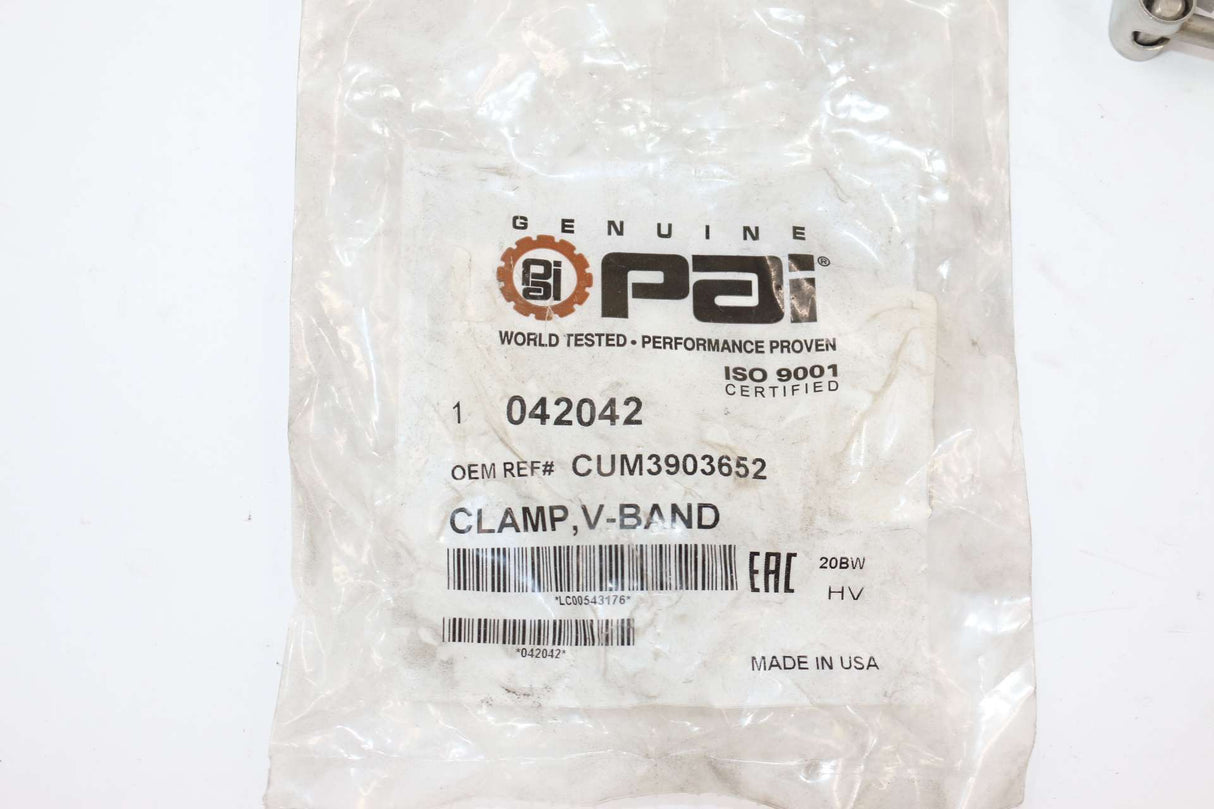 GENUINE
pai pai®
WORLD TESTED • PERFORMANCE PROVEN
ISO 9001
CERTIFIED
1 042042
OEM REF# CUM3903652
CLAMP,V-BAND
EAC 20BW
*LC00543176* HV
*042042*
MADE IN USA